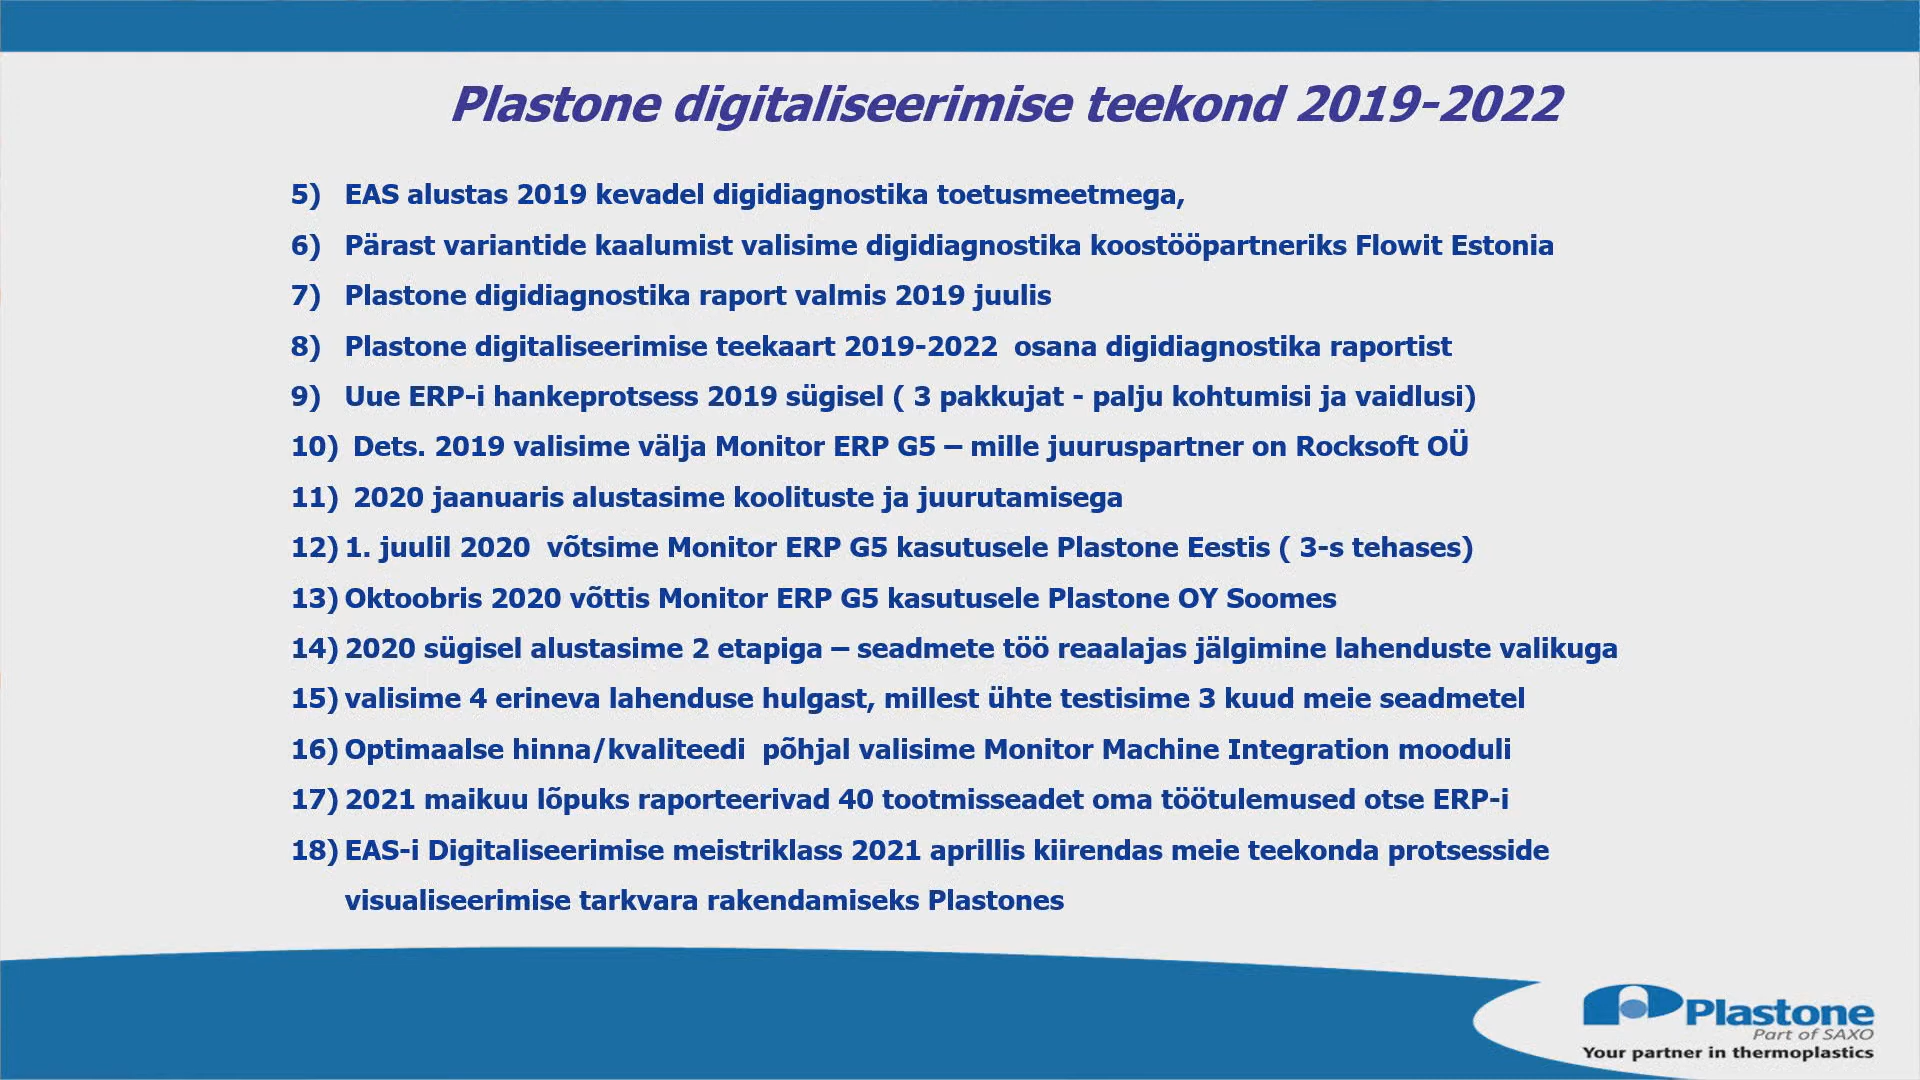 Plastone digitaliseerimise teekond 2019-2022
5) EAS alustas 2019 kevadel digidiagnostika toetusmeetmega,
6) Pärast variantide kaalumist valisime digidiagnostika koostööpartneriks Flowit Estonia
7) Plastone digidiagnostika raport valmis 2019 juulis
8) Plastone digitaliseerimise teekaart 2019-2022 osana digidiagnostika raportist
9) Uue ERP-i hankeprotsess 2019 sügisel ( 3 pakkujat - palju kohtumisi ja vaidlusi)
10) Dets. 2019 valisime välja Monitor ERP G5 – mille juuruspartner on Rocksoft OÜ
11) 2020 jaanuaris alustasime koolituste ja juurutamisega
12) 1. juulil 2020 võtsime Monitor ERP G5 kasutusele Plastone Eestis ( 3-s tehases)
13) Oktoobris 2020 võttis Monitor ERP G5 kasutusele Plastone OY Soomes
14) 2020 sügisel alustasime 2 etapiga – seadmete töö reaalajas jälgimine lahenduste valikuga
15) valisime 4 erineva lahenduse hulgast, millest ühte testisime 3 kuud meie seadmetel
16) Optimaalse hinna/kvaliteedi põhjal valisime Monitor Machine Integration mooduli
17) 2021 maikuu lõpuks raporteerivad 40 tootmisseadet oma töötulemused otse ERP-i
18) EAS-i Digitaliseerimise meistriklass 2021 aprillis kiirendas meie teekonda protsesside
visualiseerimise tarkvara rakendamiseks Plastones
Plastone
Part of SAXO
Your partner in thermoplastics